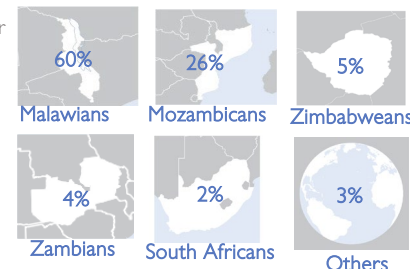 r
60%
26%
5%
Malawians
Mozambicans
Zimbabweans
4%
2%
3%
Zambians
South Africans
Others